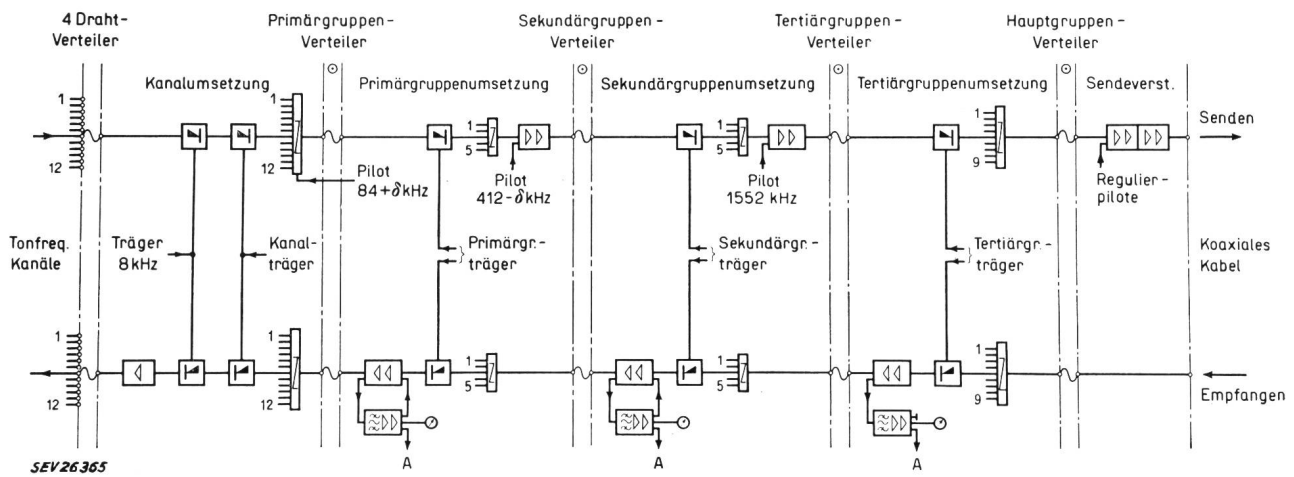 4 Draht-
Verteiler
Primärgruppen-
Verteiler
Sekundärgruppen-
Verteiler
Tertiärgruppen-
Verteiler
Hauptgruppen-
Verteiler
Kanalumsetzung
Primärgruppenumsetzung
Sekundärgruppenumsetzung
Tertiärgruppenumsetzung
Sendeverst.
1
12
1
12
1
5
1
5
1
9
Senden
Pilot
84+δkHz
Pilot
412-δkHz
Pilot
1552 kHz
Regulier-
pilote
Tonfreq.
Kanäle
Träger
8kHz
Kanal-
träger
Primärgr.-
träger
Sekundärgr.-
träger
Tertiärgr.-
träger
Koaxiales
Kabel
1
12
1
12
1
5
1
5
1
9
Empfangen
A
A
A
SEV26365